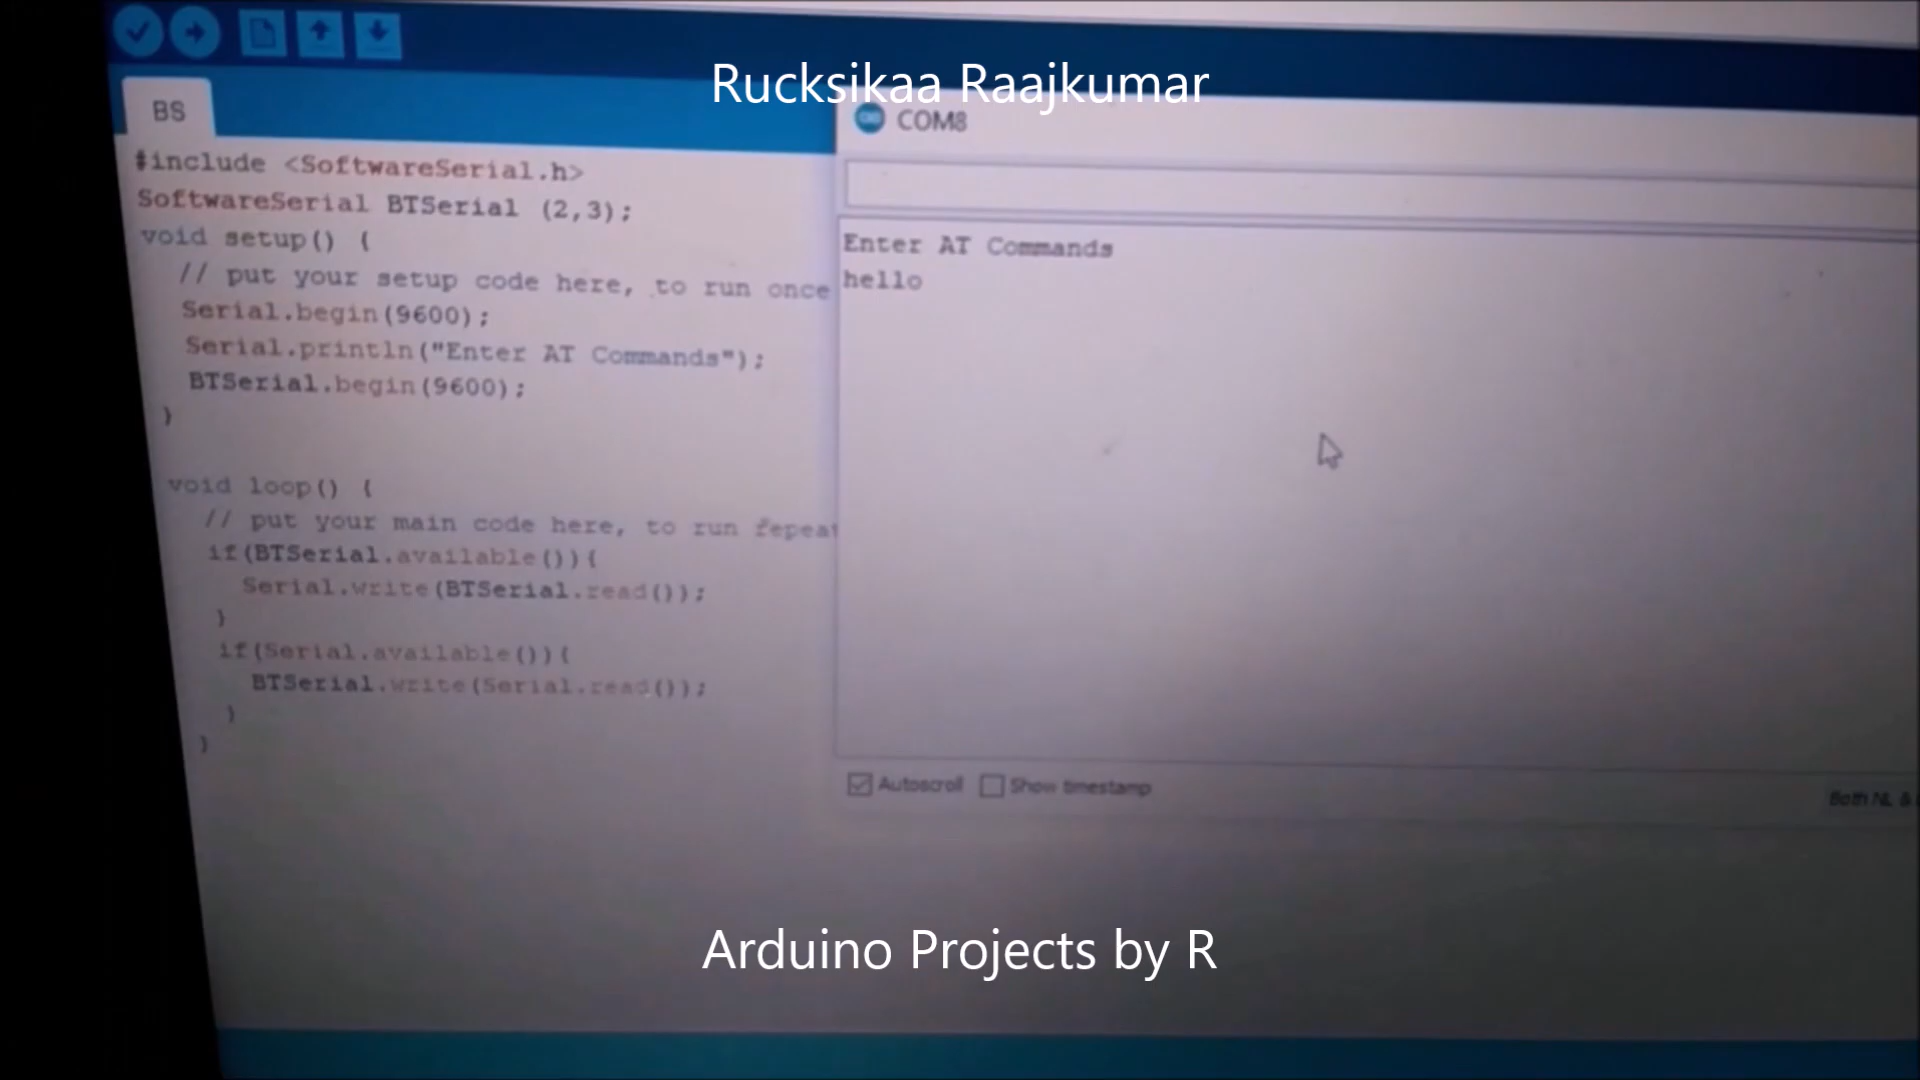 Rucksikaa Raajkumar
BS
#include <SoftwareSerial.h>
SoftwareSerial BTSerial (2,3);
void setup() {
// put your setup code here, to run once
Serial.begin(9600);
Serial.println("Enter AT Commands");
BTSerial.begin(9600);
}
void loop() {
// put your main code here, to run repeat
if(BTSerial.available()){
Serial.write(BTSerial.read());
}
if(Serial.available()){
BTSerial.write(Serial.read());
}
}
COM8
Enter AT Commands
hello
Autoscroll Show timestamp
Both NL &
Arduino Projects by R